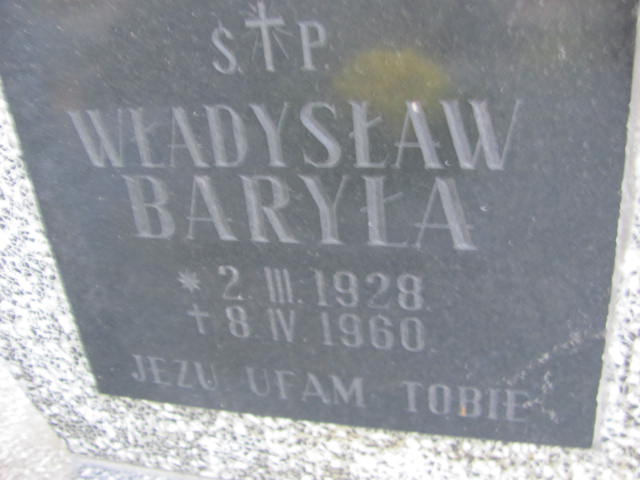 Ś.†P.
WŁADYSŁAW
BARYŁA
* 2.III.1928.
† 8.IV.1960.
JEZU UFAM TOBIE